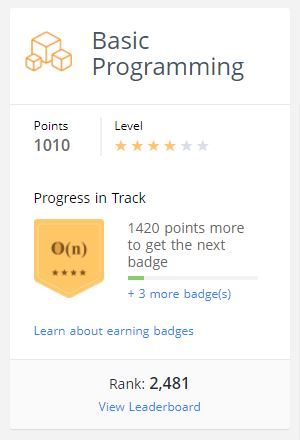 Basic
Programming
Points
1010
Level
Progress in Track
O(n)
1420 points more
to get the next
badge
+ 3 more badge(s)
Learn about earning badges
Rank: 2,481
View Leaderboard